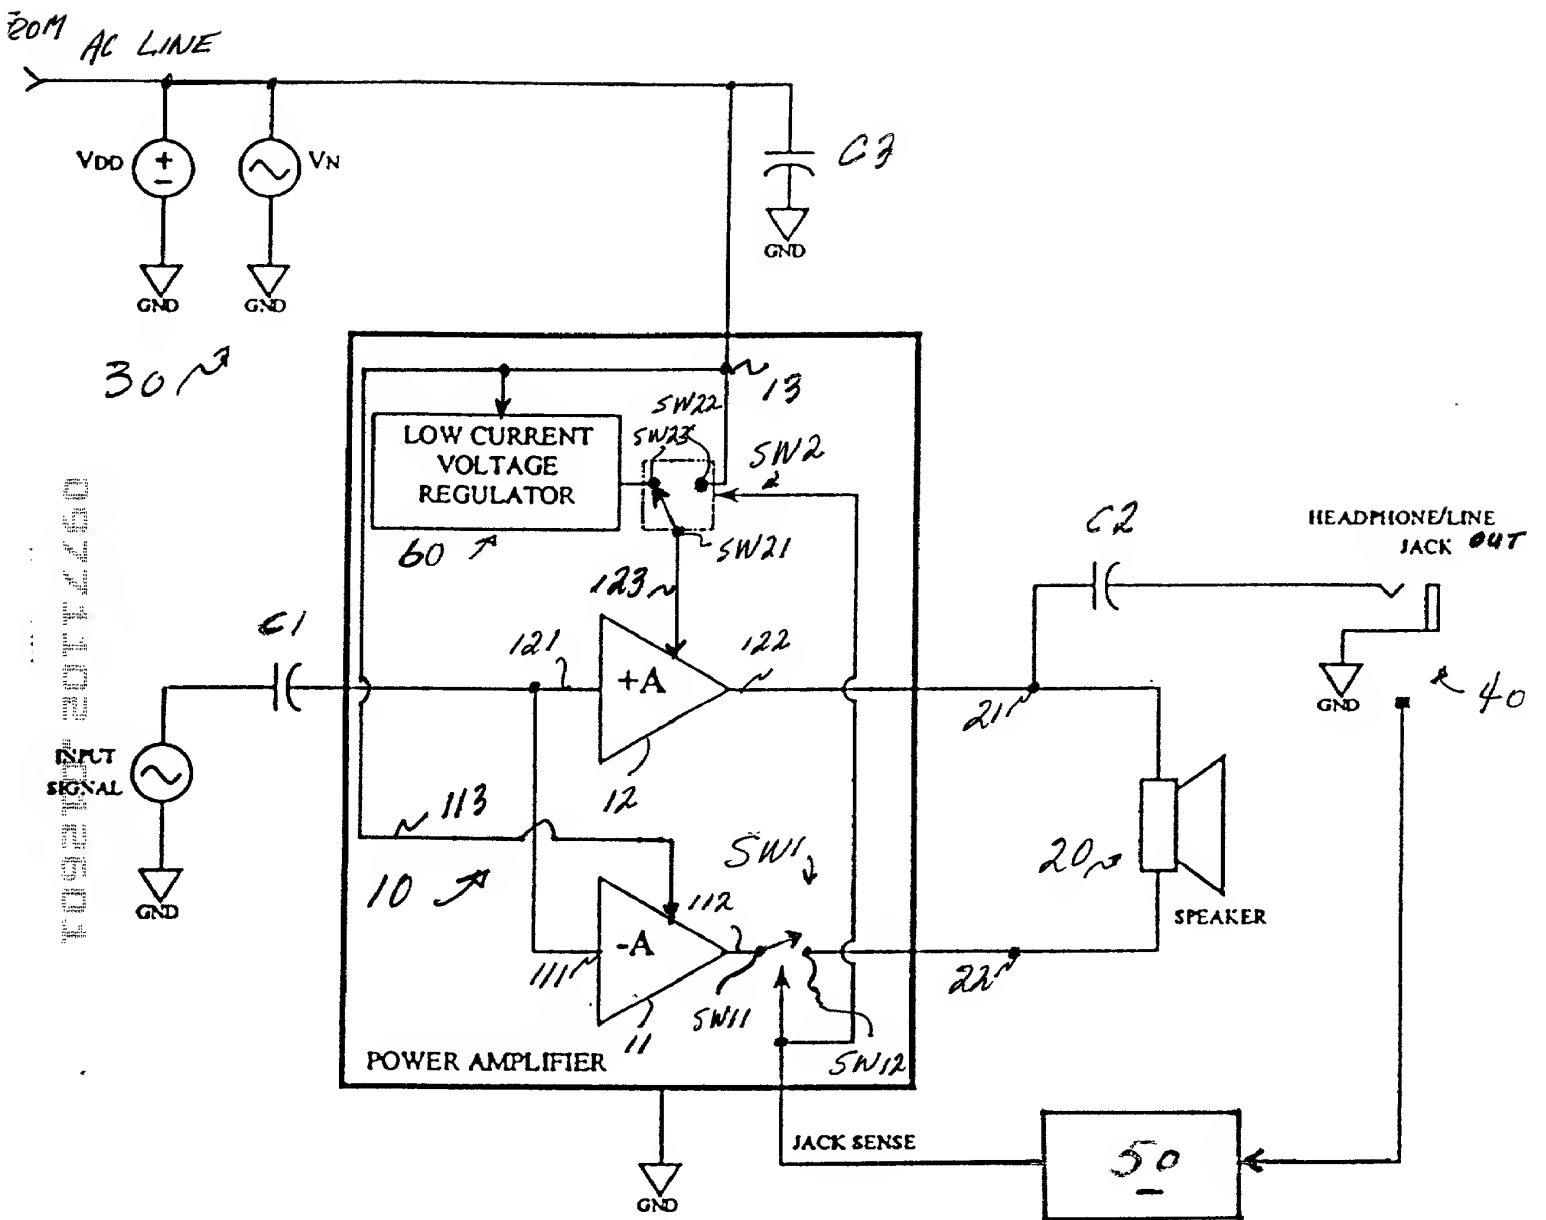 AC LINE
VDD
VN
C3
GND
GND
GND
30
13
SW22
SW23
SW2
LOW CURRENT
VOLTAGE
REGULATOR
60
SW21
123
C2
HEADPHONE/LINE
JACK OUT
C1
121
+A
122
21
GND
40
INPUT
SIGNAL
12
113
SW1
20
10
GND
112
-A
SPEAKER
111
22
SW11
11
SW12
POWER AMPLIFIER
JACK SENSE
50
GND